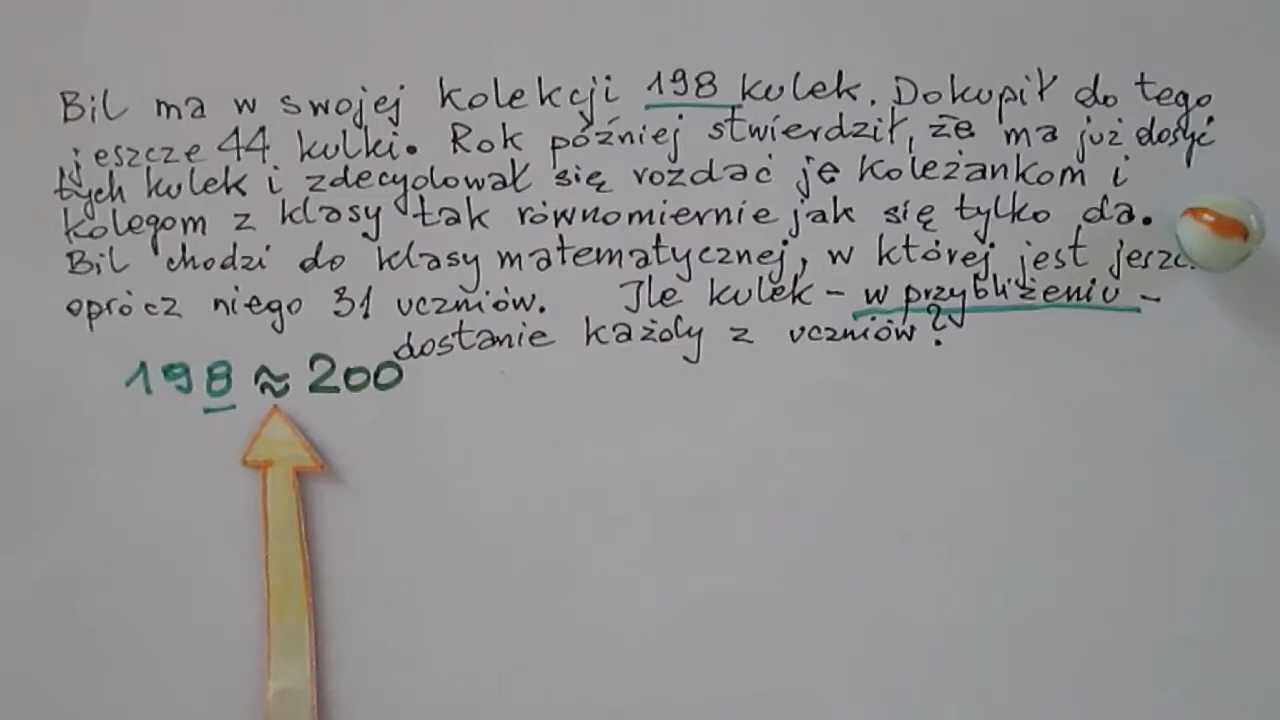 Bil ma w swojej kolekcji 198 kulek. Dokupił do tego
jeszcze 44 kulki. Rok później stwierdził, że ma już dosyć
tych kulek i zdecydował się rozdać je koleżankom i
kolegom z klasy tak równomiernie jak się tylko da.
Bil chodzi do klasy matematycznej, w której jest jeszc
oprócz niego 31 uczniów. Ile kulek - w przybliżeniu -
dostanie każdy z uczniów?
198 ≈ 200